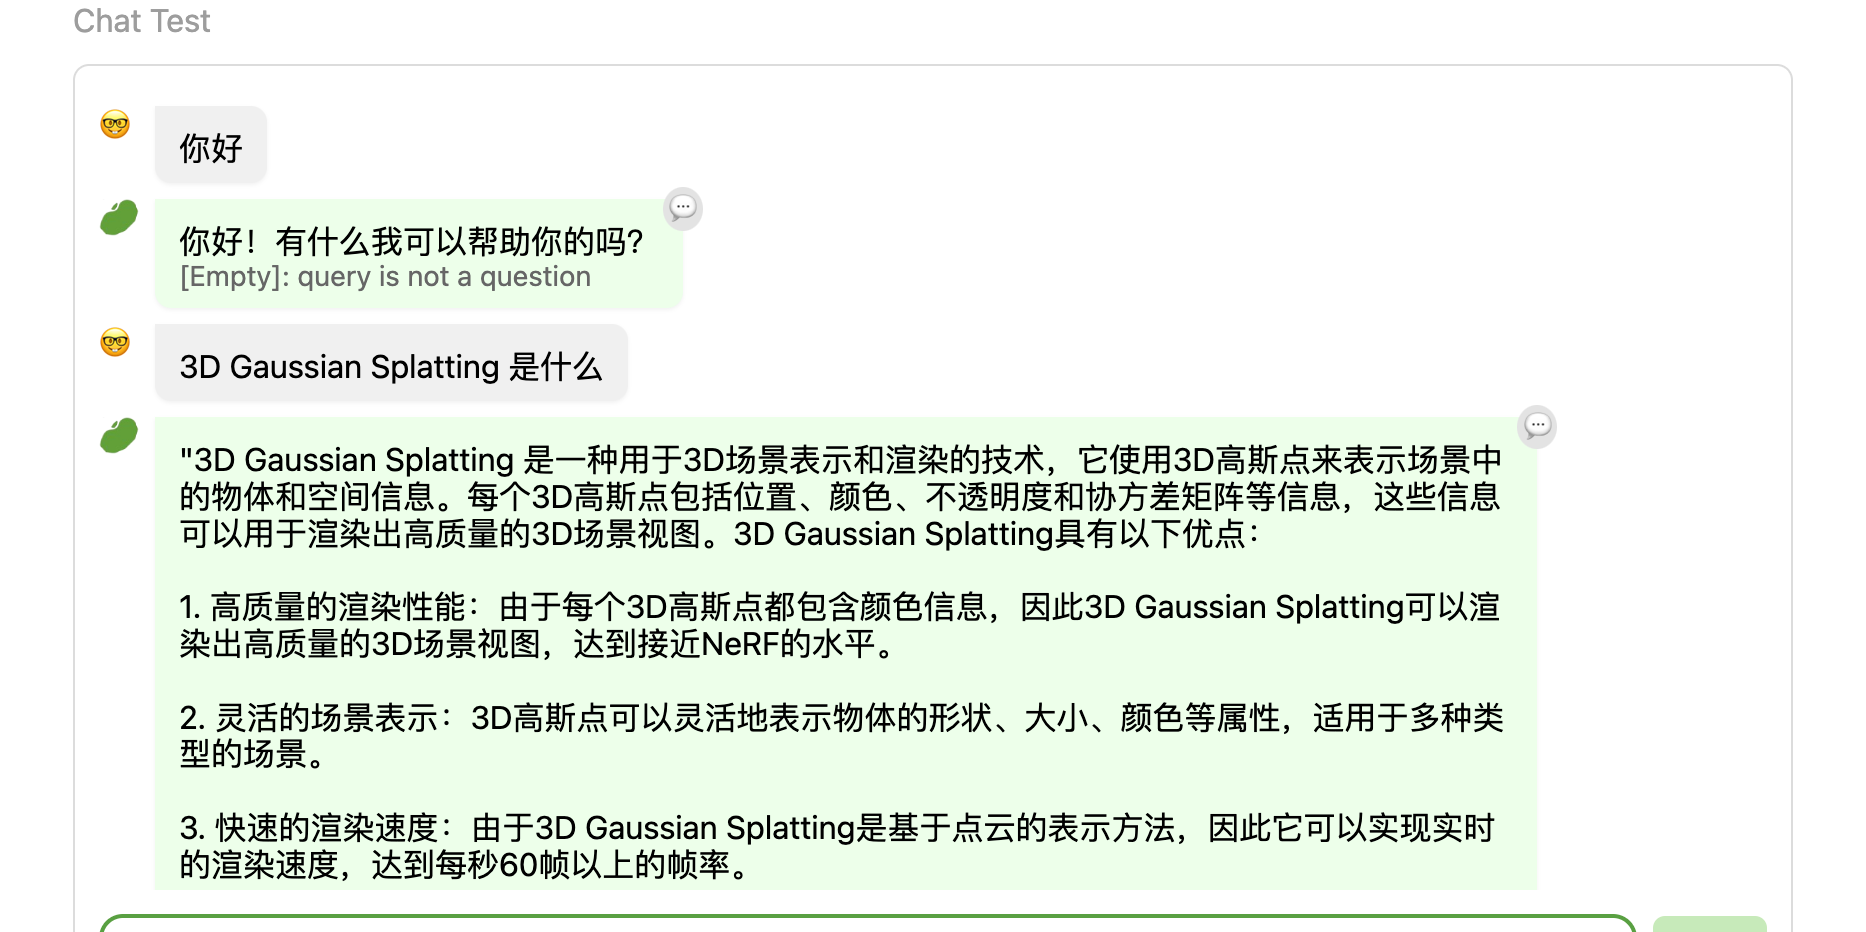 Chat Test
你好
你好！有什么我可以帮助你的吗？
[Empty]: query is not a question
3D Gaussian Splatting 是什么
"3D Gaussian Splatting 是一种用于3D场景表示和渲染的技术，它使用3D高斯点来表示场景中
的物体和空间信息。每个3D高斯点包括位置、颜色、不透明度和协方差矩阵等信息，这些信息
可以用于渲染出高质量的3D场景视图。3D Gaussian Splatting具有以下优点：
1. 高质量的渲染性能：由于每个3D高斯点都包含颜色信息，因此3D Gaussian Splatting可以渲
染出高质量的3D场景视图，达到接近NeRF的水平。
2. 灵活的场景表示：3D高斯点可以灵活地表示物体的形状、大小、颜色等属性，适用于多种类
型的场景。
3. 快速的渲染速度：由于3D Gaussian Splatting是基于点云的表示方法，因此它可以实现实时
的渲染速度，达到每秒60帧以上的帧率。